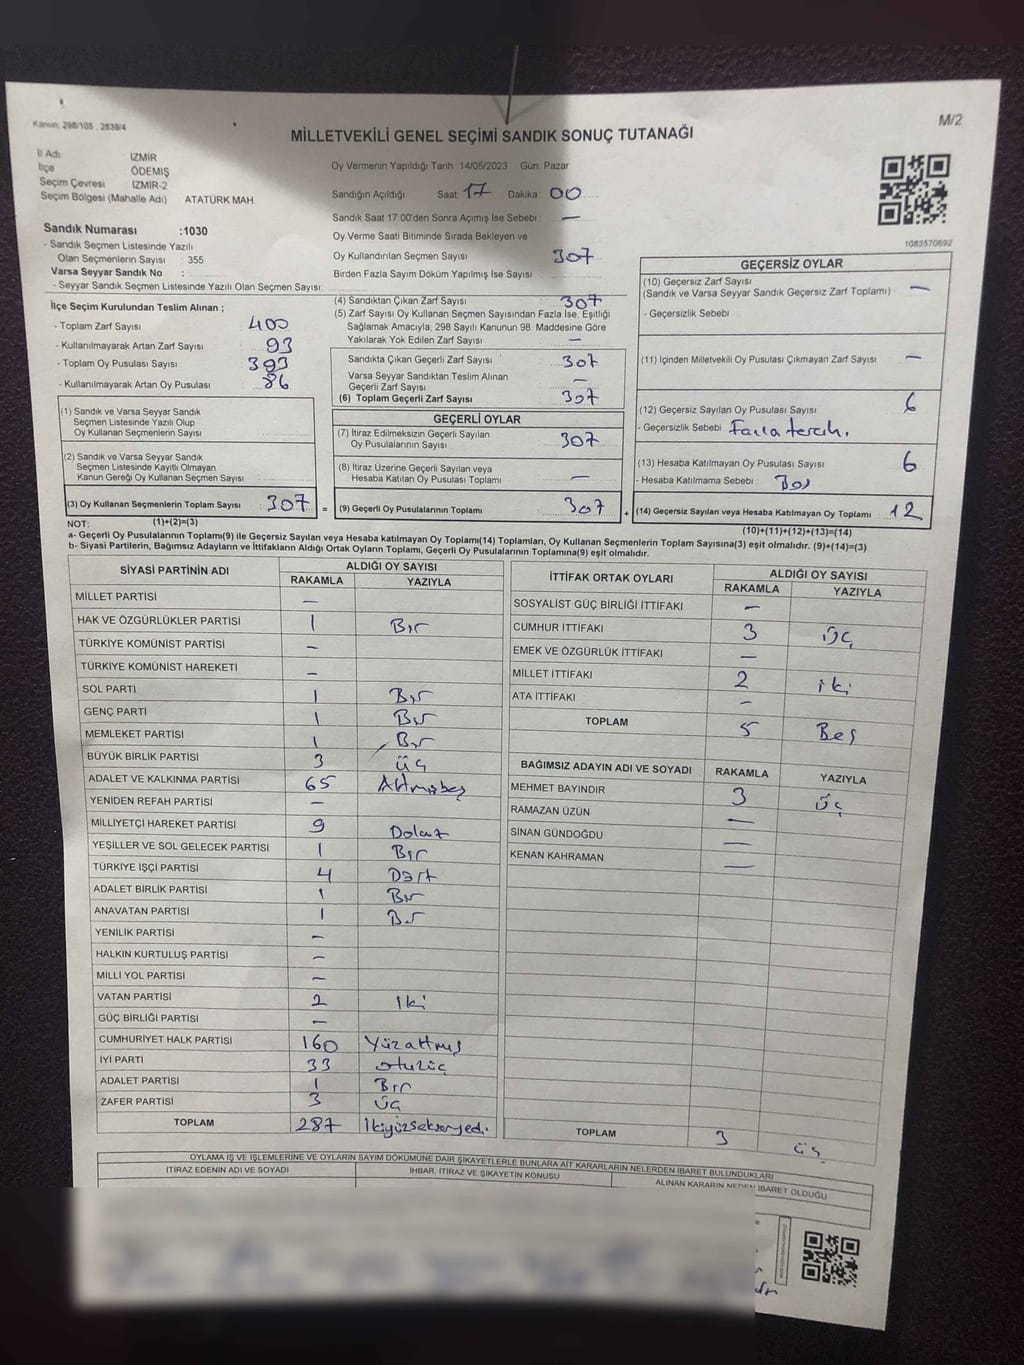 Kanun: 298/105 , 2839/4
M/2
MİLLETVEKİLİ GENEL SEÇİMİ SANDIK SONUÇ TUTANAĞI
İl Adı İZMİR
İlçe ÖDEMİŞ
Seçim Çevresi İZMİR-2
Seçim Bölgesi (Mahalle Adı) ATATÜRK MAH.
Sandık Numarası :1030
- Sandık Seçmen Listesinde Yazılı
Olan Seçmenlerin Sayısı : 355
Varsa Seyyar Sandık No :
- Seyyar Sandık Seçmen Listesinde Yazılı Olan Seçmen Sayısı:
Oy Vermenin Yapıldığı Tarih :14/05/2023 Gün: Pazar
Sandığın Açıldığı Saat: 17 Dakika: 00
Sandık Saat 17:00'den Sonra Açılmış İse Sebebi : —
Oy Verme Saati Bitiminde Sırada Bekleyen ve
Oy Kullandırılan Seçmen Sayısı 307
Birden Fazla Sayım Döküm Yapılmış İse Sayısı :
1083570692
İlçe Seçim Kurulundan Teslim Alınan ;
- Toplam Zarf Sayısı : 400
- Kullanılmayarak Artan Zarf Sayısı : 93
- Toplam Oy Pusulası Sayısı : 393
- Kullanılmayarak Artan Oy Pusulası : 86
(1) Sandık ve Varsa Seyyar Sandık
Seçmen Listesinde Yazılı Olup
Oy Kullanan Seçmenlerin Sayısı :
(2) Sandık ve Varsa Seyyar Sandık
Seçmen Listesinde Kayıtlı Olmayan
Kanun Gereği Oy Kullanan Seçmen Sayısı :
(3) Oy Kullanan Seçmenlerin Toplam Sayısı : 307
(1)+(2)=(3)
(4) Sandıktan Çıkan Zarf Sayısı : 307
(5) Zarf Sayısı Oy Kullanan Seçmen Sayısından Fazla İse, Eşitliği
Sağlamak Amacıyla; 298 Sayılı Kanunun 98. Maddesine Göre
Yakılarak Yok Edilen Zarf Sayısı : —
Sandıkta Çıkan Geçerli Zarf Sayısı : 307
Varsa Seyyar Sandıktan Teslim Alınan
Geçerli Zarf Sayısı : —
(6) Toplam Geçerli Zarf Sayısı : 307
GEÇERLİ OYLAR
(7) İtiraz Edilmeksizin Geçerli Sayılan
Oy Pusulalarının Sayısı : 307
(8) İtiraz Üzerine Geçerli Sayılan veya
Hesaba Katılan Oy Pusulası Toplamı : —
= (9) Geçerli Oy Pusulalarının Toplamı : 307
GEÇERSİZ OYLAR
(10) Geçersiz Zarf Sayısı :
(Sandık ve Varsa Seyyar Sandık Geçersiz Zarf Toplamı) —
- Geçersizlik Sebebi :
(11) İçinden Milletvekili Oy Pusulası Çıkmayan Zarf Sayısı : —
(12) Geçersiz Sayılan Oy Pusulası Sayısı : 6
- Geçersizlik Sebebi : Fazla tercih.
(13) Hesaba Katılmayan Oy Pusulası Sayısı : 6
- Hesaba Katılmama Sebebi : Boş
+ (14) Geçersiz Sayılan veya Hesaba Katılmayan Oy Toplamı : 12
(10)+(11)+(12)+(13)=(14)
NOT:
a- Geçerli Oy Pusulalarının Toplamı(9) ile Geçersiz Sayılan veya Hesaba Katılmayan Oy Toplamı(14) Toplamları, Oy Kullanan Seçmenlerin Toplam Sayısına(3) eşit olmalıdır. (9)+(14)=(3)
b- Siyasi Partilerin, Bağımsız Adayların ve İttifakların Aldığı Ortak Oyların Toplamı, Geçerli Oy Pusulalarının Toplamına(9) eşit olmalıdır.
SİYASİ PARTİNİN ADI ALDIĞI OY SAYISI
RAKAMLA YAZIYLA
MİLLET PARTİSİ —
HAK VE ÖZGÜRLÜKLER PARTİSİ 1 Bir
TÜRKİYE KOMÜNİST PARTİSİ —
TÜRKİYE KOMÜNİST HAREKETİ —
SOL PARTİ 1 Bir
GENÇ PARTİ 1 Bir
MEMLEKET PARTİSİ 1 Bir
BÜYÜK BİRLİK PARTİSİ 3 üç
ADALET VE KALKINMA PARTİSİ 65 Altmışbeş
YENİDEN REFAH PARTİSİ —
MİLLİYETÇİ HAREKET PARTİSİ 9 Dokuz
YEŞİLLER VE SOL GELECEK PARTİSİ 1 Bir
TÜRKİYE İŞÇİ PARTİSİ 4 Dört
ADALET BİRLİK PARTİSİ 1 Bir
ANAVATAN PARTİSİ 1 Bir
YENİLİK PARTİSİ —
HALKIN KURTULUŞ PARTİSİ —
MİLLİ YOL PARTİSİ —
VATAN PARTİSİ 2 İki
GÜÇ BİRLİĞİ PARTİSİ —
CUMHURİYET HALK PARTİSİ 160 Yüzaltmış
İYİ PARTİ 33 otuzüç
ADALET PARTİSİ 1 Bir
ZAFER PARTİSİ 3 üç
TOPLAM 287 İkiyüzseksenyedi.
İTTİFAK ORTAK OYLARI ALDIĞI OY SAYISI
RAKAMLA YAZIYLA
SOSYALİST GÜÇ BİRLİĞİ İTTİFAKI —
CUMHUR İTTİFAKI 3 üç
EMEK VE ÖZGÜRLÜK İTTİFAKI —
MİLLET İTTİFAKI 2 iki
ATA İTTİFAKI —
TOPLAM 5 Beş
BAĞIMSIZ ADAYIN ADI VE SOYADI RAKAMLA YAZIYLA
MEHMET BAYINDIR 3 üç
RAMAZAN ÜZÜN —
SİNAN GÜNDOĞDU —
KENAN KAHRAMAN —
TOPLAM 3 üç
OYLAMA İŞ VE İŞLEMLERİNE VE OYLARIN SAYIM DÖKÜMÜNE DAİR ŞİKAYETLERLE BUNLARA AİT KARARLARIN NELERDEN İBARET BULUNDUKLARI
İTİRAZ EDENİN ADI VE SOYADI İHBAR, İTİRAZ VE ŞİKAYETİN KONUSU ALINAN KARARIN NEDEN İBARET OLDUĞU